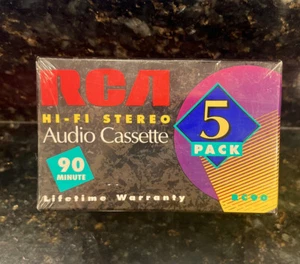 RCA
HI-FI STEREO
Audio Cassette
5
PACK
90
MINUTE
Lifetime Warranty
RC90